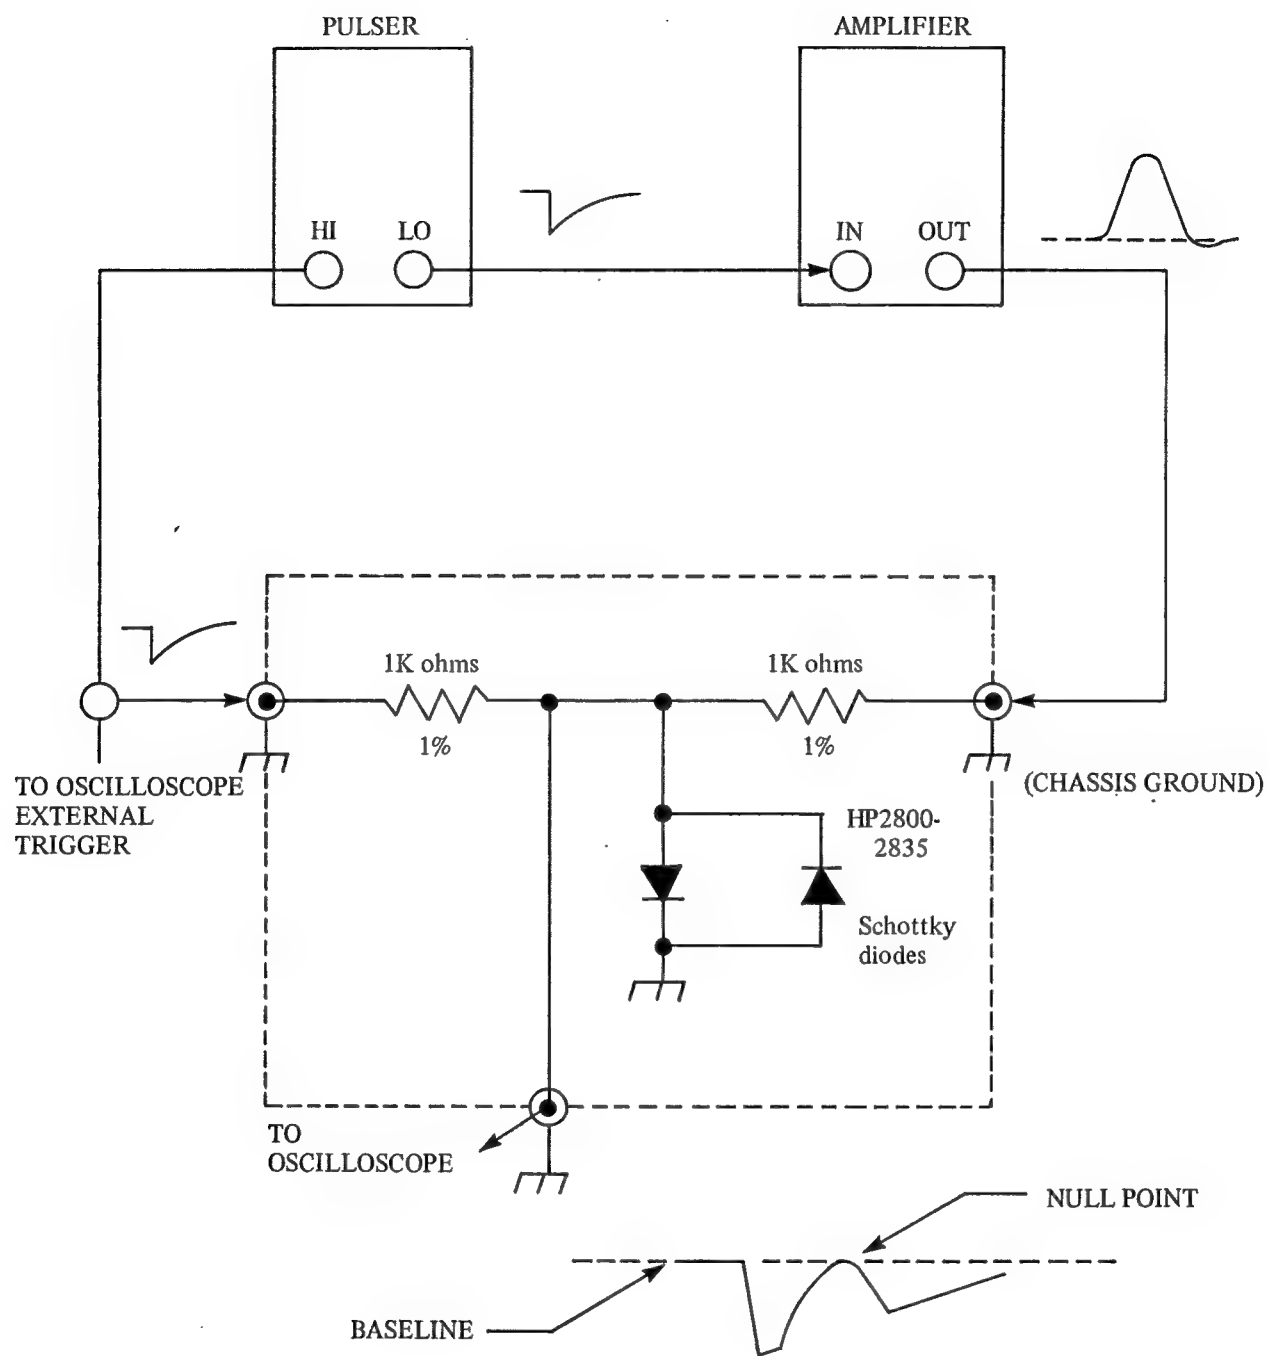 PULSER
AMPLIFIER
HI
LO
IN
OUT
1K ohms
1%
1K ohms
1%
TO OSCILLOSCOPE
EXTERNAL
TRIGGER
(CHASSIS GROUND)
HP2800-
2835
Schottky
diodes
TO
OSCILLOSCOPE
NULL POINT
BASELINE